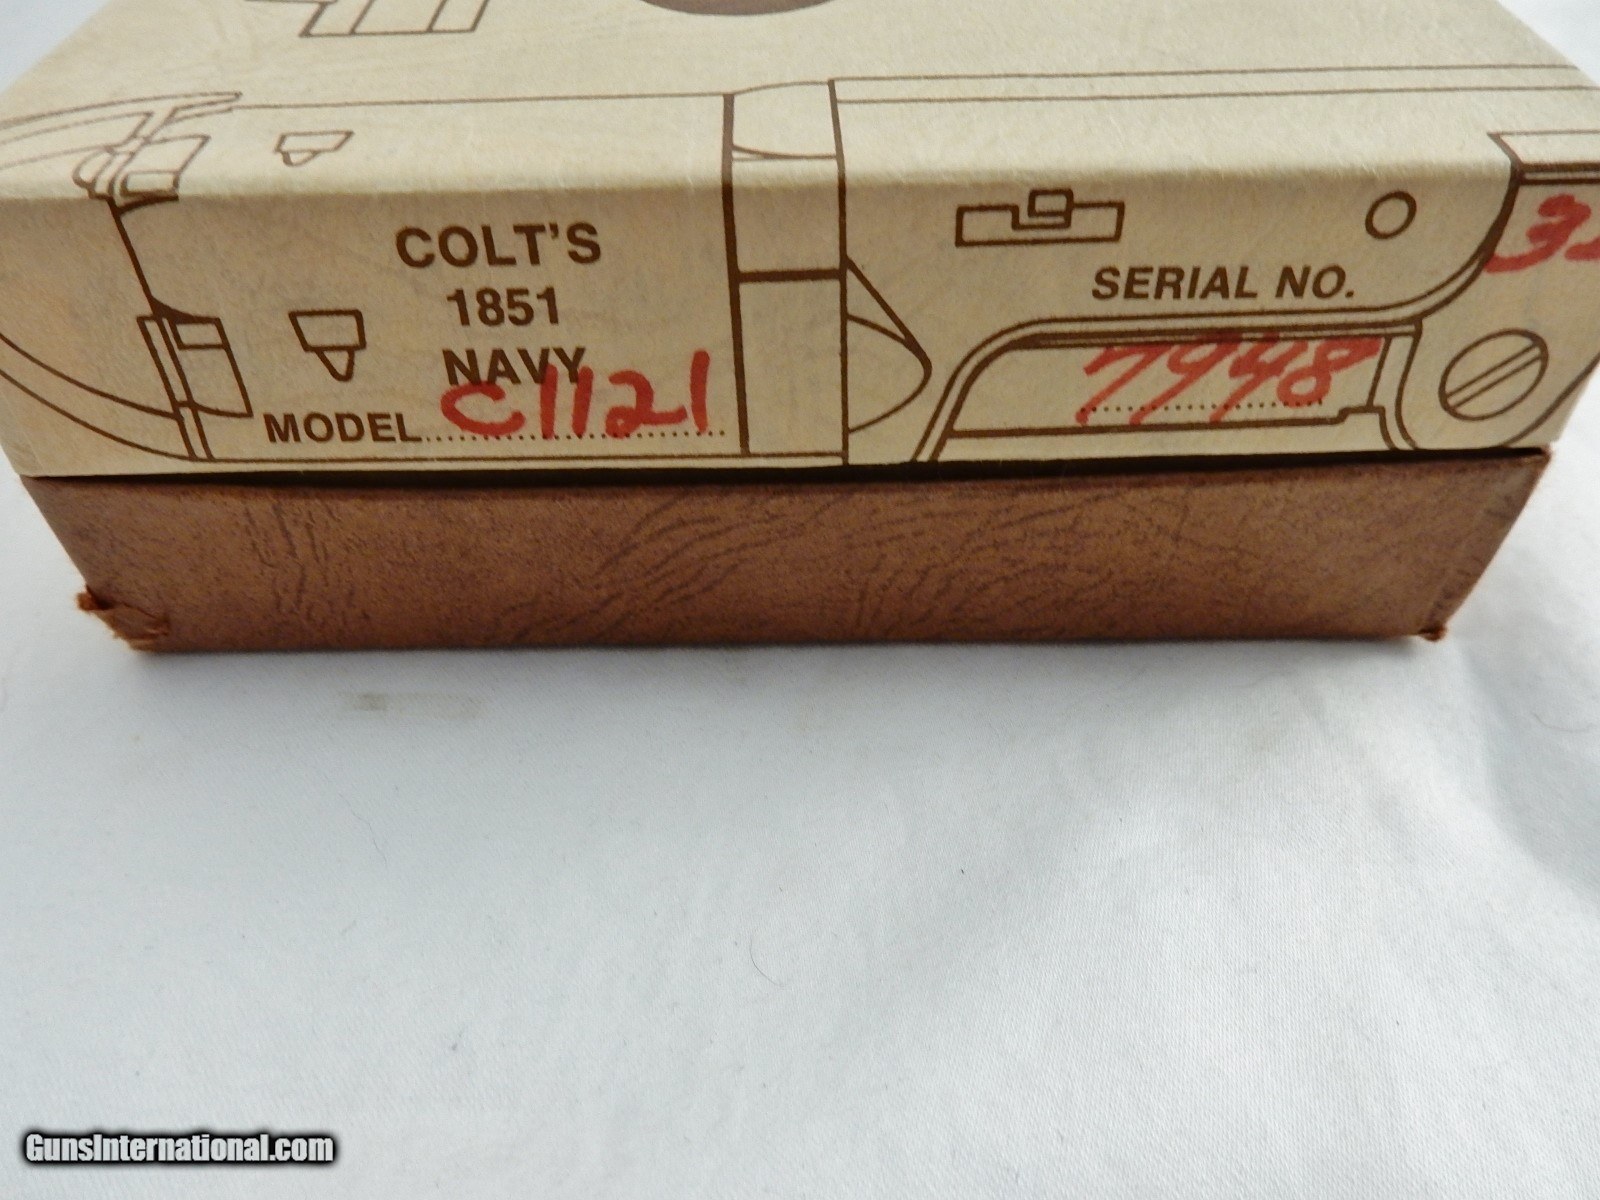 COLT'S
1851
NAVY
MODEL C1121
SERIAL NO.
7948
GunsInternational.com